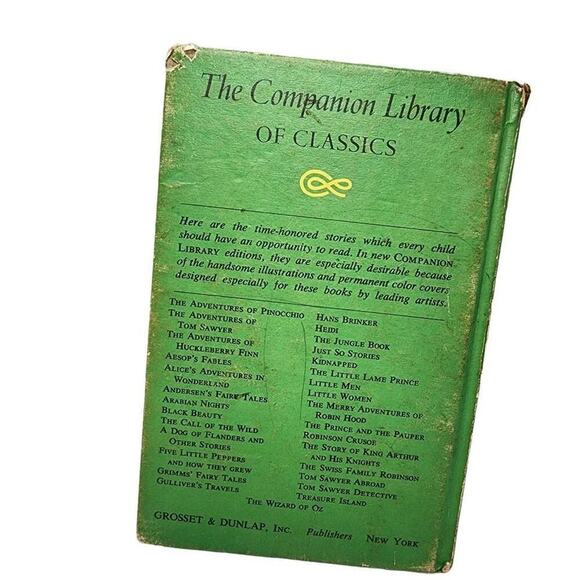 The Companion Library
OF CLASSICS
Here are the time-honored stories which every child
should have an opportunity to read. In new COMPANION
LIBRARY editions, they are especially desirable because
of the handsome illustrations and permanent color covers
designed especially for these books by leading artists.
THE ADVENTURES OF PINOCCHIO
THE ADVENTURES OF
TOM SAWYER
THE ADVENTURES OF
HUCKLEBERRY FINN
AESOP'S FABLES
ALICE'S ADVENTURES IN
WONDERLAND
ANDERSEN'S FAIRY TALES
ARABIAN NIGHTS
BLACK BEAUTY
THE CALL OF THE WILD
A DOG OF FLANDERS AND
OTHER STORIES
FIVE LITTLE PEPPERS
AND HOW THEY GREW
GRIMMS' FAIRY TALES
GULLIVER'S TRAVELS
HANS BRINKER
HEIDI
THE JUNGLE BOOK
JUST SO STORIES
KIDNAPPED
THE LITTLE LAME PRINCE
LITTLE MEN
LITTLE WOMEN
THE MERRY ADVENTURES OF
ROBIN HOOD
THE PRINCE AND THE PAUPER
ROBINSON CRUSOE
THE STORY OF KING ARTHUR
AND HIS KNIGHTS
THE SWISS FAMILY ROBINSON
TOM SAWYER ABROAD
TOM SAWYER DETECTIVE
TREASURE ISLAND
THE WIZARD OF OZ
GROSSET & DUNLAP, INC. Publishers NEW YORK